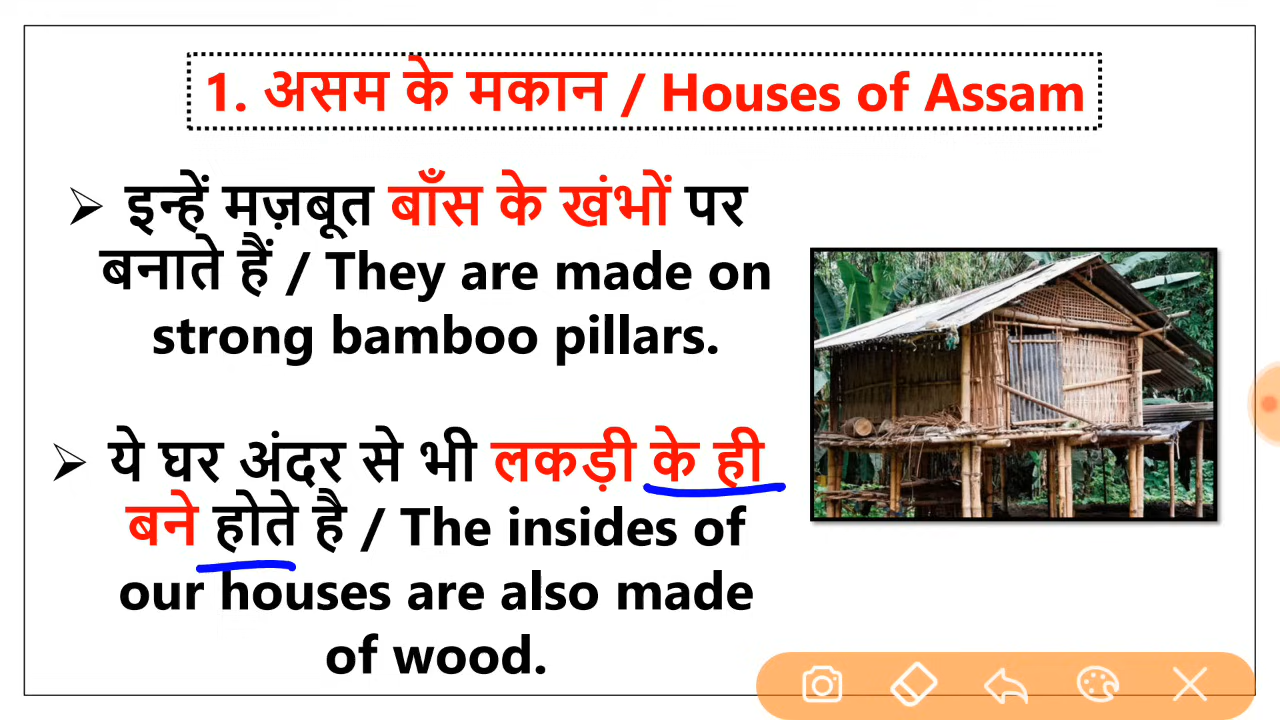 1. असम के मकान / Houses of Assam
➢ इन्हें मज़बूत बाँस के खंभों पर
बनाते हैं / They are made on
strong bamboo pillars.
➢ ये घर अंदर से भी लकड़ी के ही
बने होते है / The insides of
our houses are also made
of wood.